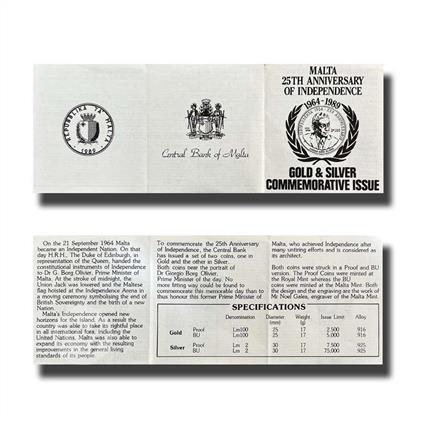 REPUBBLIKA TA' MALTA
1989
Central Bank of Malta
MALTA
25TH ANNIVERSARY
OF INDEPENDENCE
1964-1989
GOLD & SILVER
COMMEMORATIVE ISSUE
On the 21 September 1964 Malta
became an Independent Nation. On that
day H.R.H., The Duke of Edinburgh, in
representation of the Queen, handed the
constitutional instruments of Independence
to Dr G. Borg Olivier, Prime Minister of
Malta. At the stroke of midnight, the
Union Jack was lowered and the Maltese
flag hoisted at the Independence Arena in
a moving ceremony symbolising the end of
British Sovereignty and the birth of a new
Nation.
Malta's Independence opened new
horizons for the island. As a result the
country was able to take its rightful place
in all international fora, including the
United Nations. Malta was also able to
expand its economy with the resulting
improvements in the general living
standards of its people.
To commemorate the 25th Anniversary
of Independence, the Central Bank
has issued a set of two coins, one in
Gold and the other in Silver.
Both coins bear the portrait of
Dr Giorgio Borg Olivier,
Prime Minister of the day. No
more fitting way could be found to
commemorate this memorable day than to
thus honour this former Prime Minister of
Malta, who achieved Independence after
many untiring efforts and is considered as
its architect.
Both coins were struck in a Proof and BU
version. The Proof Coins were minted at
the Royal Mint whereas the BU coins
were minted at the Malta Mint. Both
the design and the engraving are the work of
Mr Noel Galea, engraver of the Malta Mint.
SPECIFICATIONS
Denomination Diameter (mm) Weight (g) Issue Limit Alloy
Gold Proof Lm100 25 17 2,500 916
BU Lm100 25 17 5,000 916
Silver Proof Lm 2 30 17 7,500 925
BU Lm 2 30 17 75,000 925